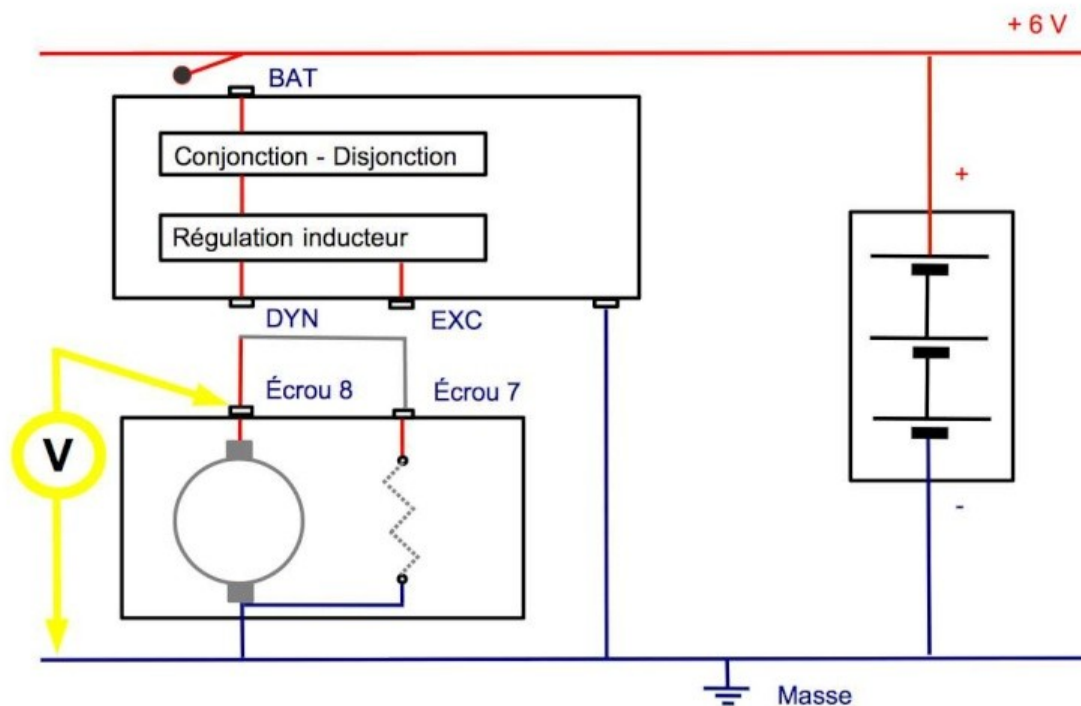 + 6 V
BAT
Conjonction - Disjonction
+
Régulation inducteur
DYN
EXC
Écrou 8
Écrou 7
V
-
Masse